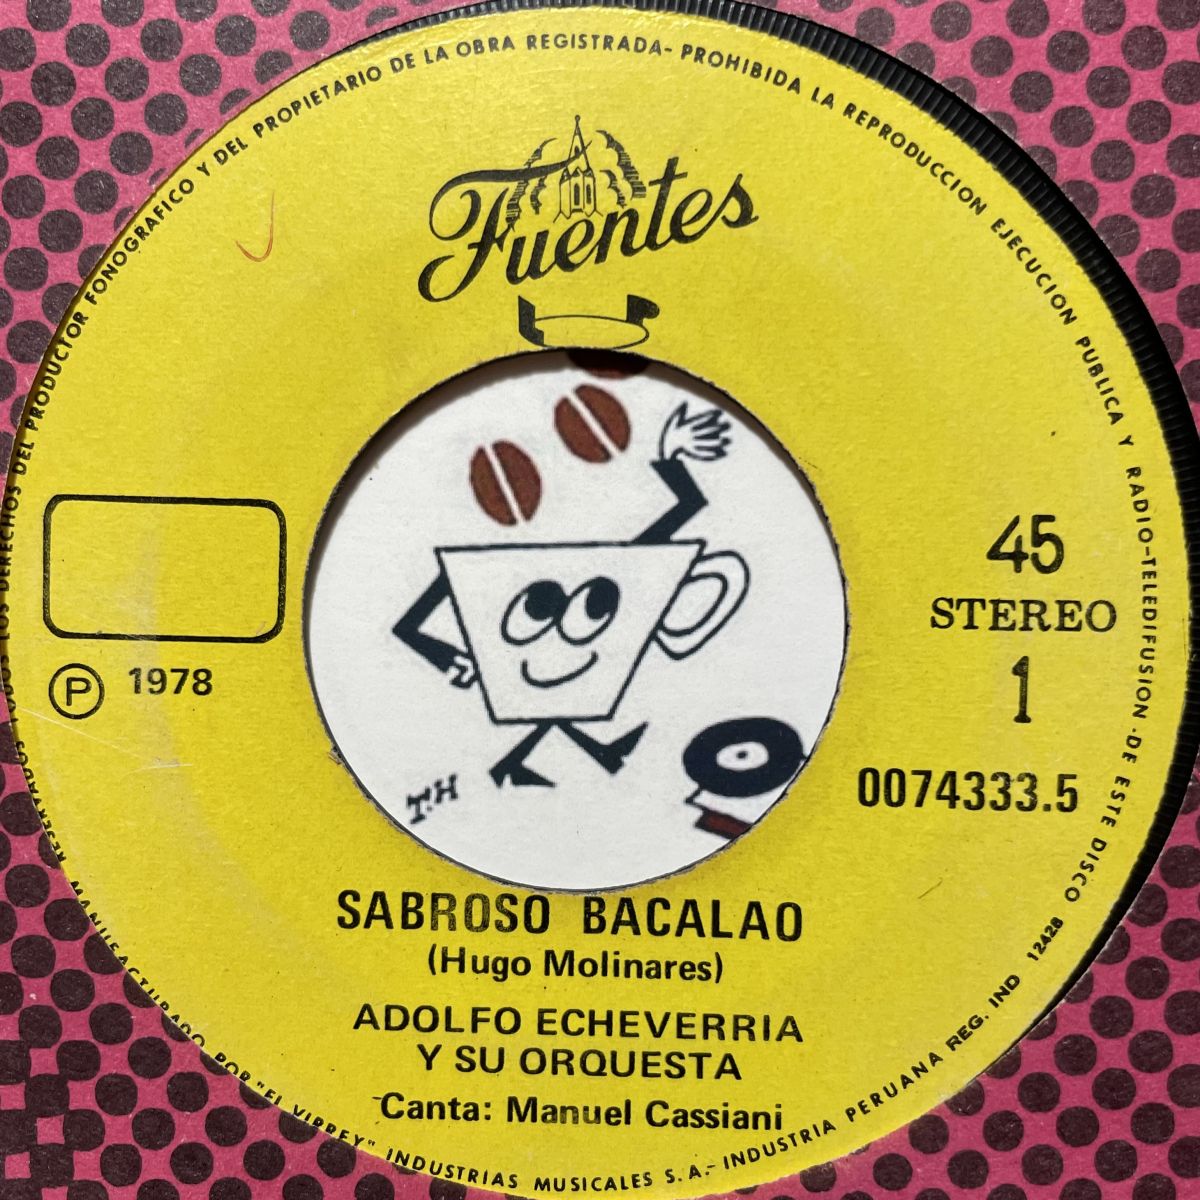 RESERVADOS TODOS LOS DERECHOS DEL PRODUCTOR FONOGRAFICO Y DEL PROPIETARIO DE LA OBRA REGISTRADA- PROHIBIDA LA REPRODUCCION EJECUCION PUBLICA Y RADIO-TELEDIFUSION DE ESTE DISCO
Fuentes
45
STEREO
1
0074333.5
P 1978
T.H
SABROSO BACALAO
(Hugo Molinares)
ADOLFO ECHEVERRIA
Y SU ORQUESTA
Canta: Manuel Cassiani
MANUFACTURADO POR "EL VIRREY" INDUSTRIAS MUSICALES S.A.- INDUSTRIA PERUANA REG. IND 12428